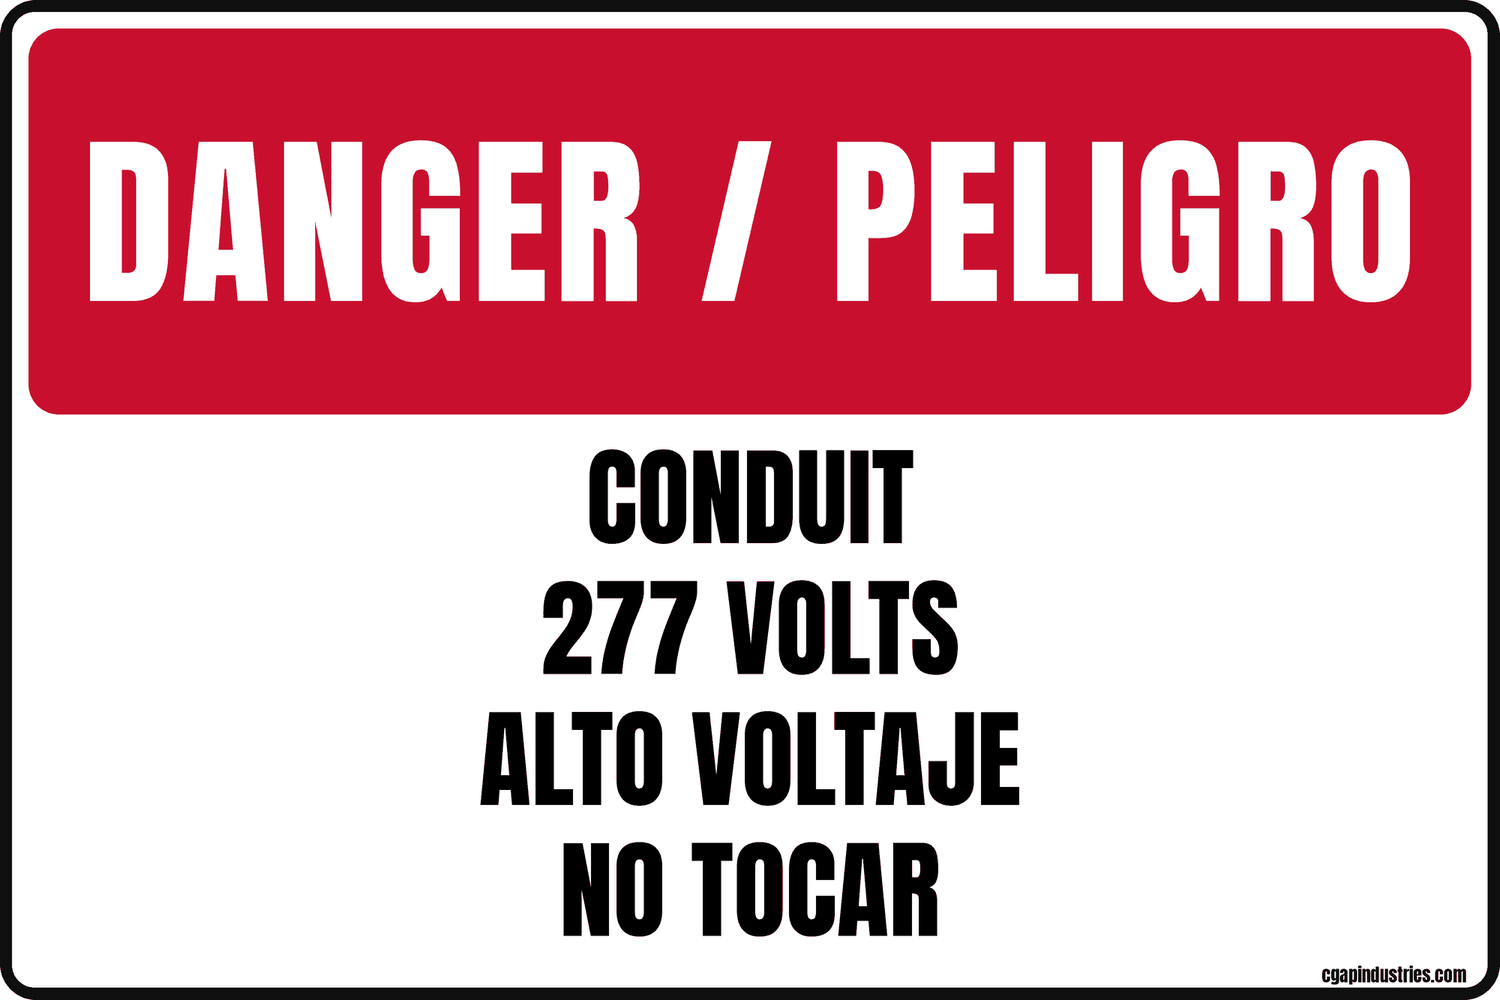 DANGER / PELIGRO
CONDUIT
277 VOLTS
ALTO VOLTAJE
NO TOCAR
cgapindustries.com